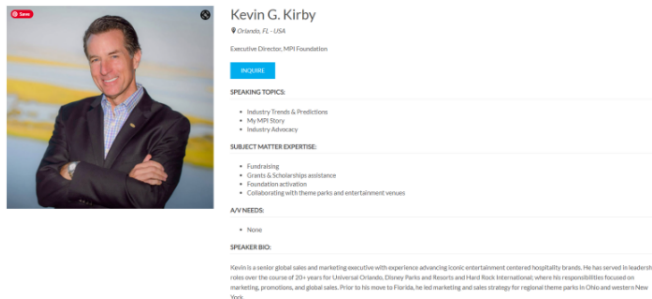 Save
Kevin G. Kirby
Orlando, FL - USA
Executive Director, MPI Foundation
INQUIRE
SPEAKING TOPICS:
Industry Trends & Predictions
My MPI Story
Industry Advocacy
SUBJECT MATTER EXPERTISE:
Fundraising
Grants & Scholarships assistance
Foundation activation
Collaborating with theme parks and entertainment venues
A/V NEEDS:
None
SPEAKER BIO:
Kevin is a senior global sales and marketing executive with experience advancing iconic entertainment centered hospitality brands. He has served in leadersh
roles over the course of 20+ years for Universal Orlando, Disney Parks and Resorts and Hard Rock International; where his responsibilities focused on
marketing, promotions, and global sales. Prior to his move to Florida, he led marketing and sales strategy for regional theme parks in Ohio and western New
York